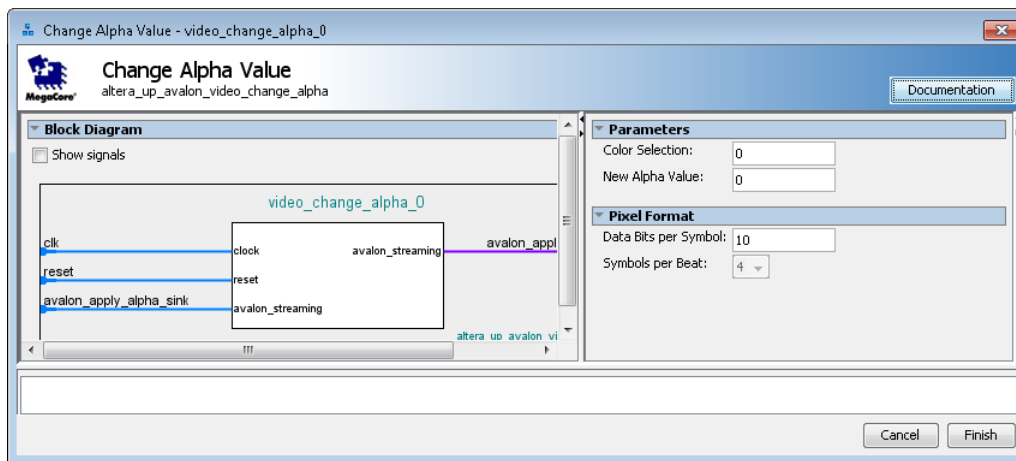 Change Alpha Value - video_change_alpha_0
MegaCore®
Change Alpha Value
altera_up_avalon_video_change_alpha
Documentation
Block Diagram
Show signals
video_change_alpha_0
clk
clock
avalon_streaming
avalon_appl
reset
reset
avalon_apply_alpha_sink
avalon_streaming
altera_up_avalon_vi
Parameters
Color Selection: 0
New Alpha Value: 0
Pixel Format
Data Bits per Symbol: 10
Symbols per Beat: 4
Cancel
Finish